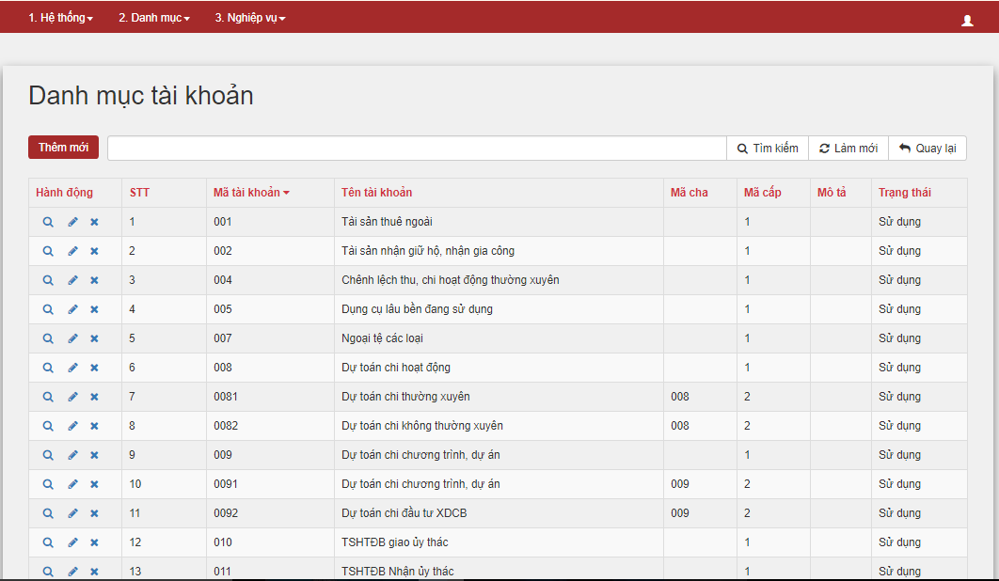 1. Hệ thống 2. Danh mục 3. Nghiệp vụ
Danh mục tài khoản
Thêm mới Tìm kiếm Làm mới Quay lại
Hành động STT Mã tài khoản Tên tài khoản Mã cha Mã cấp Mô tả Trạng thái
1 001 Tài sản thuê ngoài 1 Sử dụng
2 002 Tài sản nhận giữ hộ, nhận gia công 1 Sử dụng
3 004 Chênh lệch thu, chi hoạt động thường xuyên 1 Sử dụng
4 005 Dụng cụ lâu bền đang sử dụng 1 Sử dụng
5 007 Ngoại tệ các loại 1 Sử dụng
6 008 Dự toán chi hoạt động 1 Sử dụng
7 0081 Dự toán chi thường xuyên 008 2 Sử dụng
8 0082 Dự toán chi không thường xuyên 008 2 Sử dụng
9 009 Dự toán chi chương trình, dự án 1 Sử dụng
10 0091 Dự toán chi chương trình, dự án 009 2 Sử dụng
11 0092 Dự toán chi đầu tư XDCB 009 2 Sử dụng
12 010 TSHTĐB giao ủy thác 1 Sử dụng
13 011 TSHTĐB Nhận ủy thác 1 Sử dụng